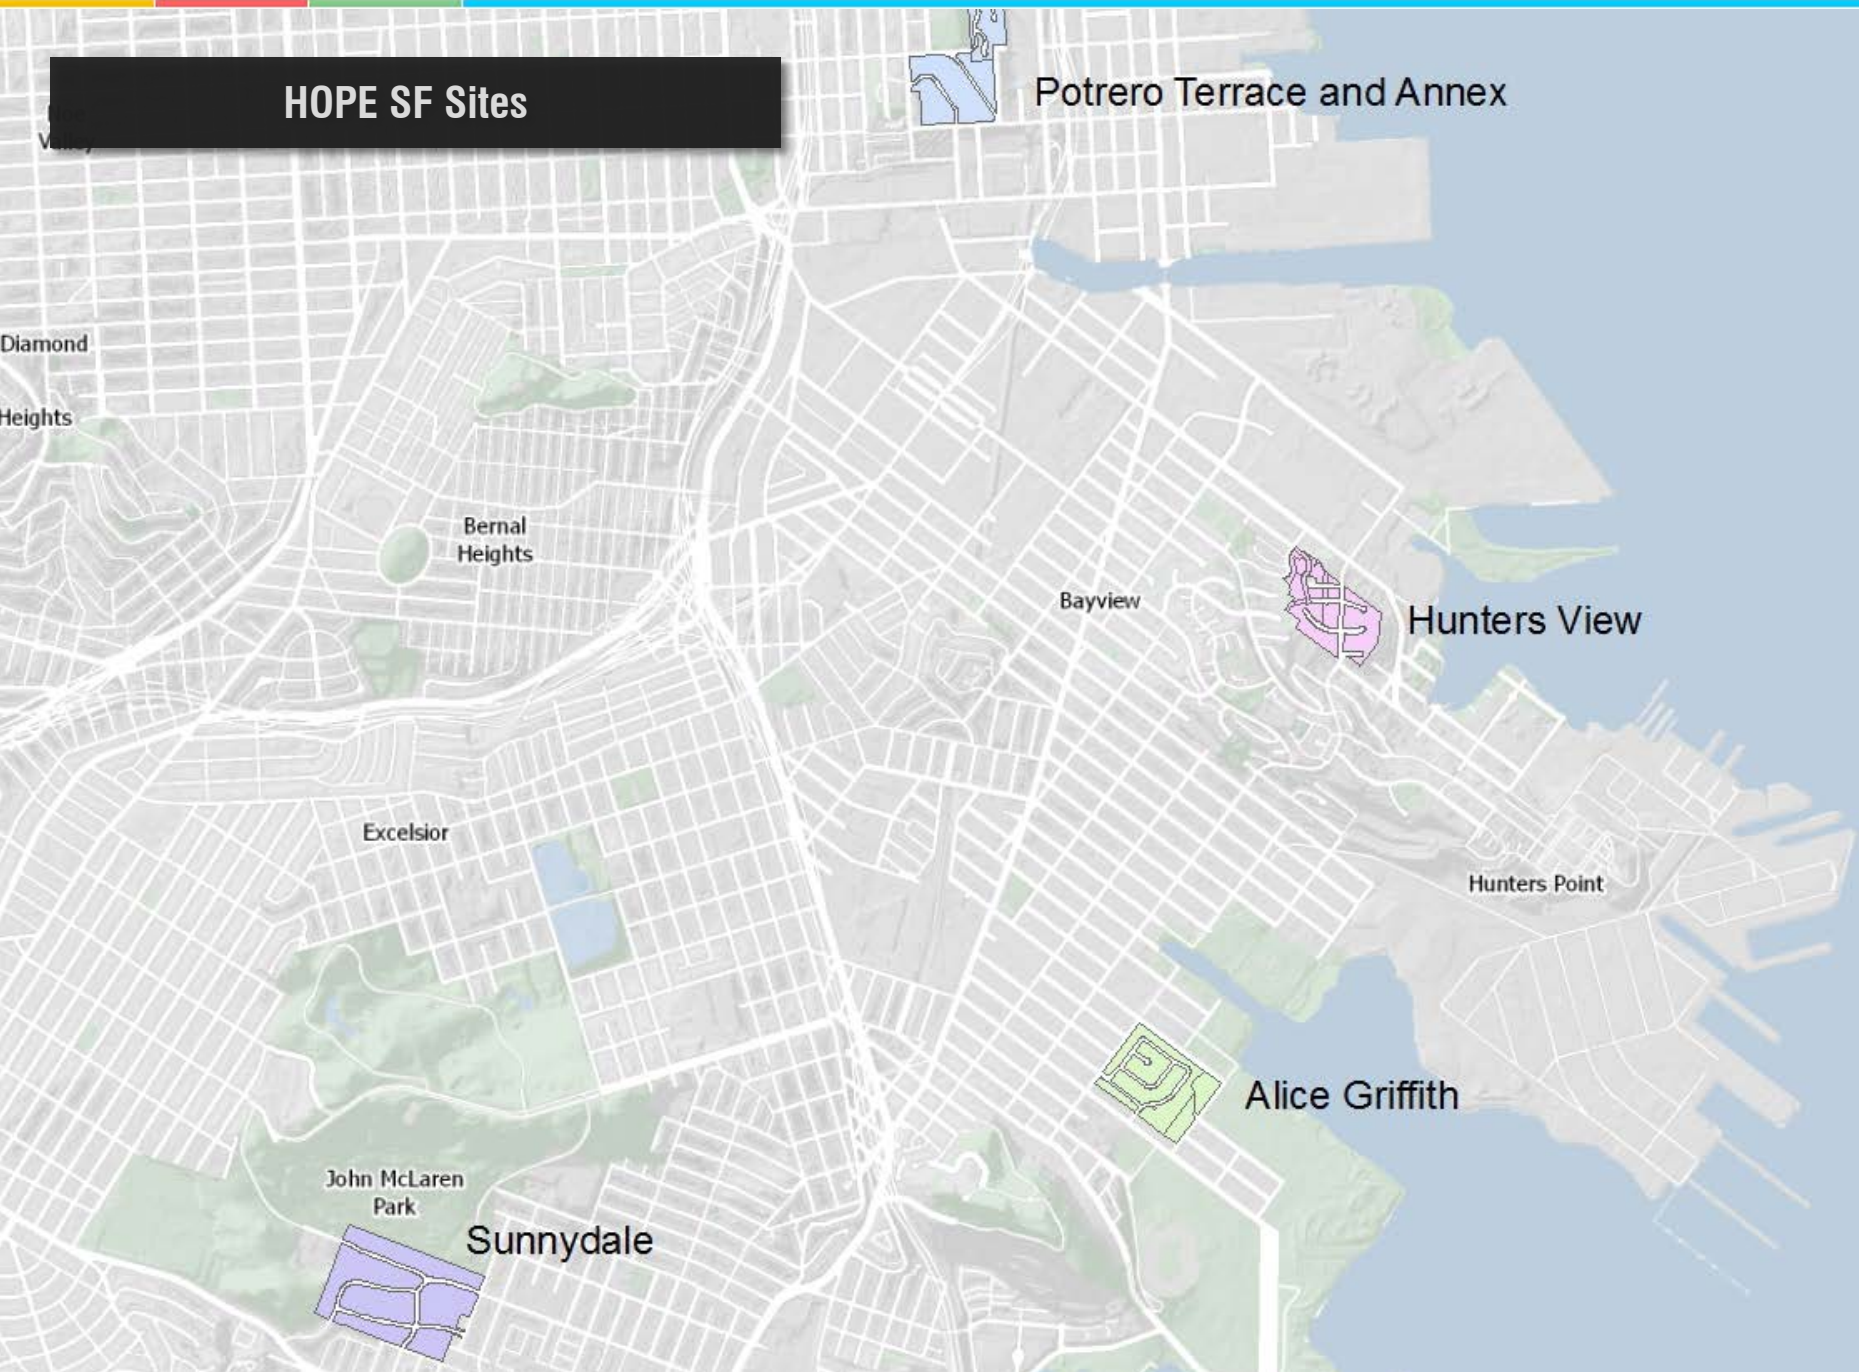 HOPE SF Sites
Potrero Terrace and Annex
Valley
Diamond
Heights
Bernal
Heights
Bayview
Hunters View
Excelsior
Hunters Point
Alice Griffith
John McLaren
Park
Sunnydale